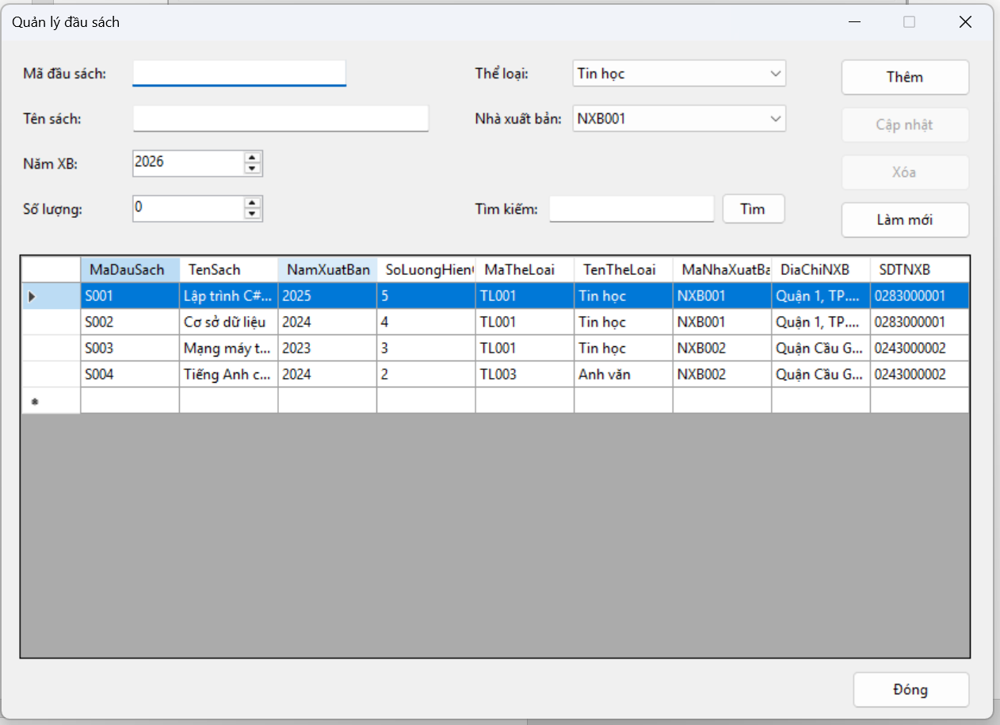 Quản lý đầu sách
Mã đầu sách:
Thể loại: Tin học
Thêm
Tên sách:
Nhà xuất bản: NXB001
Cập nhật
Năm XB: 2026
Xóa
Số lượng: 0
Tìm kiếm:
Tìm
Làm mới
MaDauSach TenSach NamXuatBan SoLuongHien MaTheLoai TenTheLoai MaNhaXuatBa DiaChiNXB SDTNXB
S001 Lập trình C#... 2025 5 TL001 Tin học NXB001 Quận 1, TP.... 0283000001
S002 Cơ sở dữ liệu 2024 4 TL001 Tin học NXB001 Quận 1, TP.... 0283000001
S003 Mạng máy t... 2023 3 TL001 Tin học NXB002 Quận Cầu G... 0243000002
S004 Tiếng Anh c... 2024 2 TL003 Anh văn NXB002 Quận Cầu G... 0243000002
Đóng